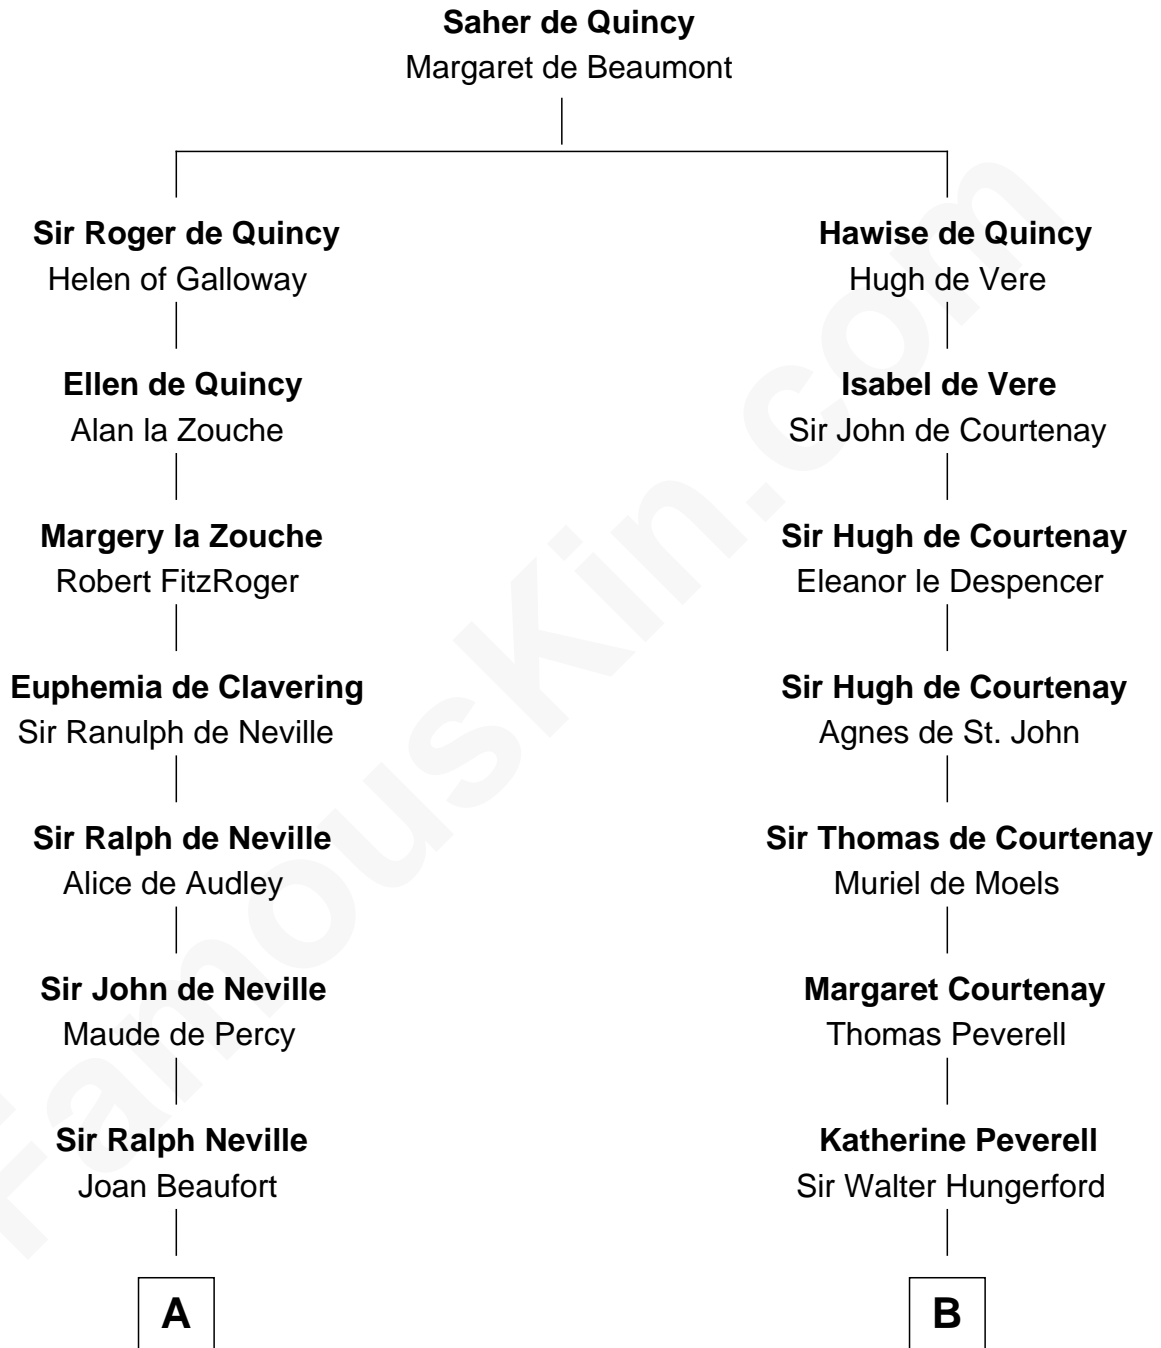 Saher de Quincy
Margaret de Beaumont
Sir Roger de Quincy
Helen of Galloway
Hawise de Quincy
Hugh de Vere
Ellen de Quincy
Alan la Zouche
Isabel de Vere
Sir John de Courtenay
Margery la Zouche
Robert FitzRoger
Sir Hugh de Courtenay
Eleanor le Despencer
Euphemia de Clavering
Sir Ranulph de Neville
Sir Hugh de Courtenay
Agnes de St. John
Sir Ralph de Neville
Alice de Audley
Sir Thomas de Courtenay
Muriel de Moels
Sir John de Neville
Maude de Percy
Margaret Courtenay
Thomas Peverell
Sir Ralph Neville
Joan Beaufort
Katherine Peverell
Sir Walter Hungerford
A
B
FamousKin.com